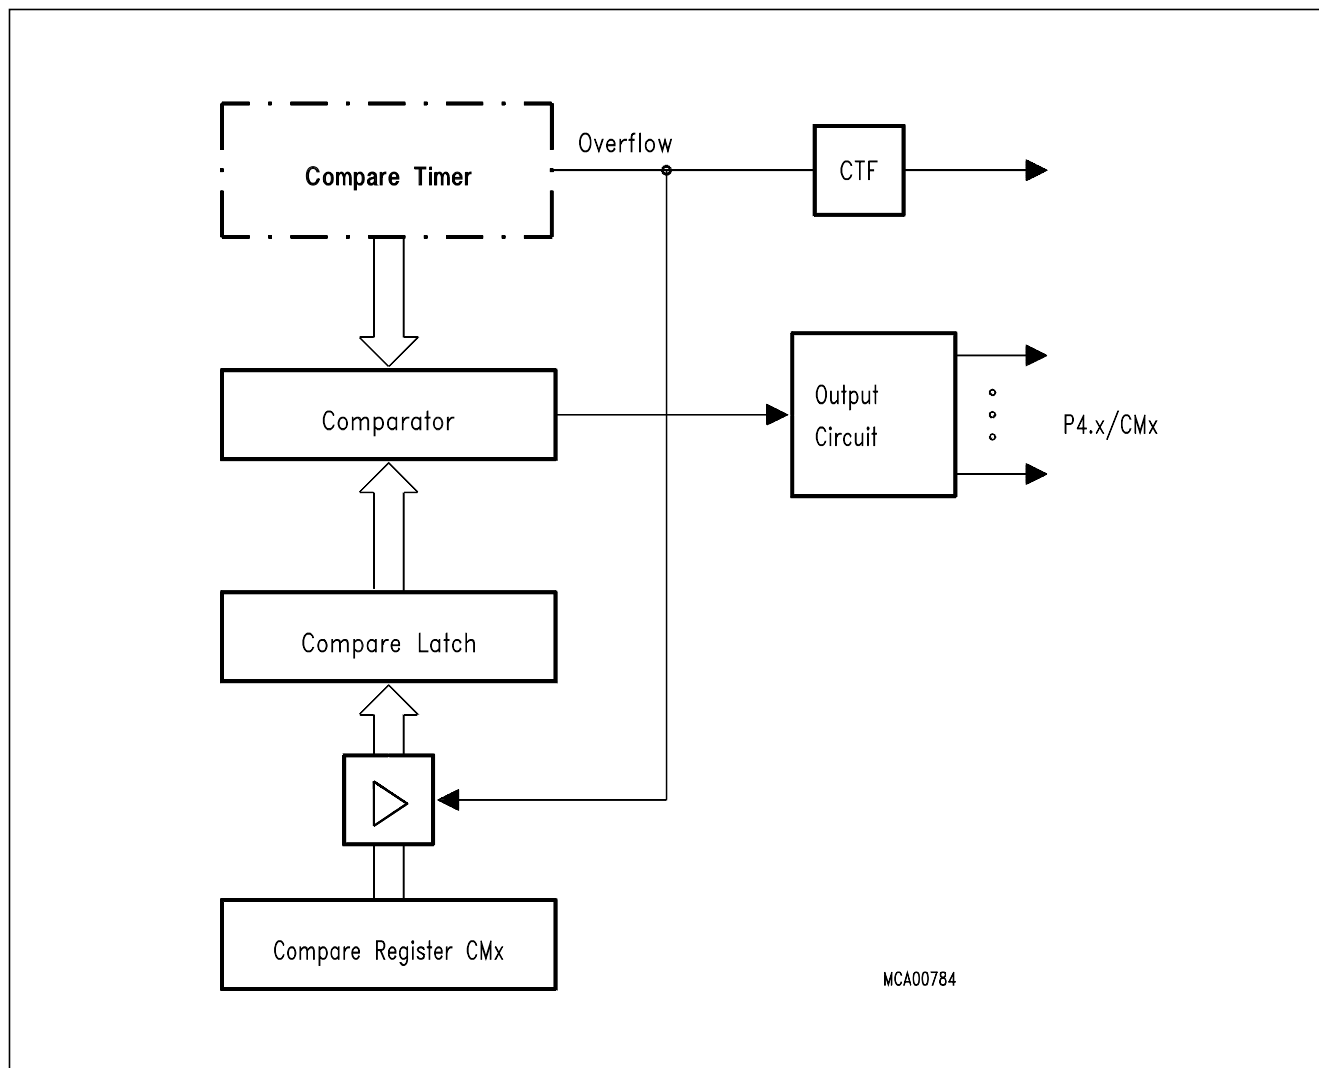 Overflow
Compare Timer
CTF
Comparator
Output
Circuit
P4.x/CMx
Compare Latch
Compare Register CMx
MCA00784